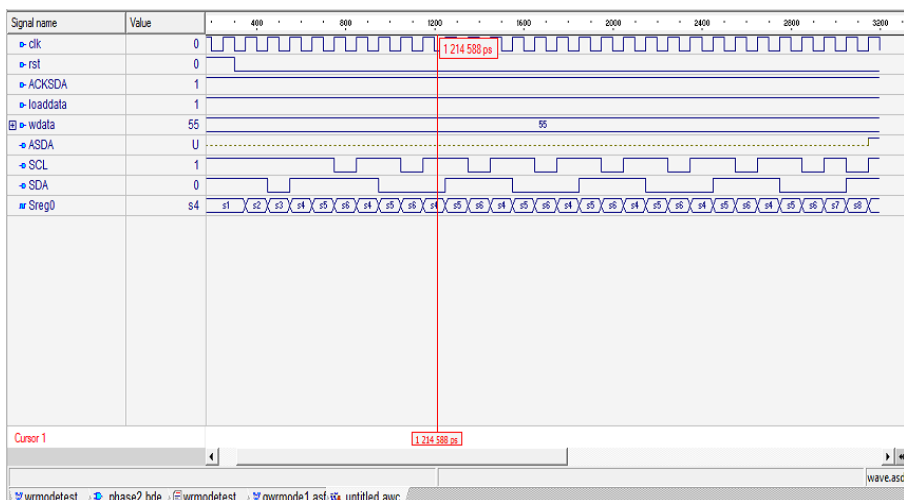 Signal name Value 400 800 1200 1600 2000 2400 2800 3200
clk 0
1 214 588 ps
rst 0
ACKSDA 1
loaddata 1
wdata 55 55
ASDA U
SCL 1
SDA 0
Sreg0 s4 s1 s2 s3 s4 s5 s6 s4 s5 s6 s4 s5 s6 s4 s5 s6 s4 s5 s6 s4 s5 s6 s4 s5 s6 s4 s5 s6 s7 s8
Cursor 1 1 214 588 ps
wave.asd
wrmodetest phase2.bde wrmodetest qwrmode1.asf untitled.awc